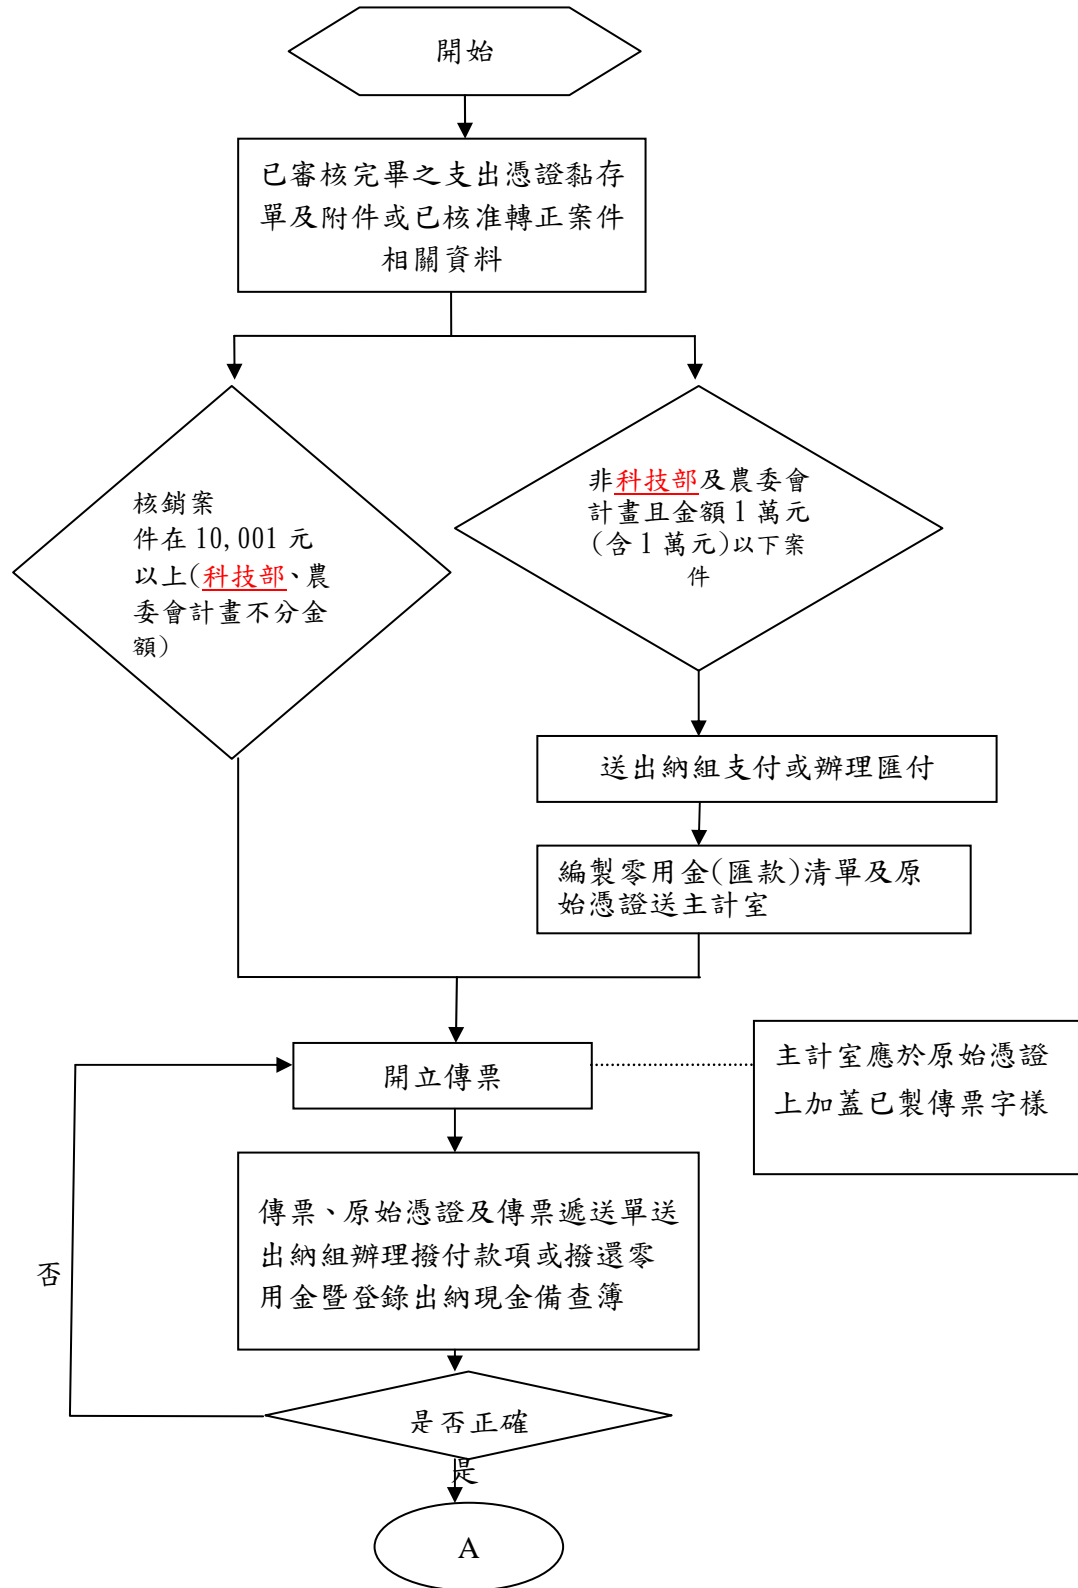 開始
已審核完畢之支出憑證黏存
單及附件或已核准轉正案件
相關資料
核銷案
件在 10,001 元
以上(科技部、農
委會計畫不分金
額)
非科技部及農委會
計畫且金額 1 萬元
(含 1 萬元)以下案
件
送出納組支付或辦理匯付
編製零用金(匯款)清單及原
始憑證送主計室
開立傳票
主計室應於原始憑證
上加蓋已製傳票字樣
傳票、原始憑證及傳票遞送單送
出納組辦理撥付款項或撥還零
用金暨登錄出納現金備查簿
否
是否正確
是
A